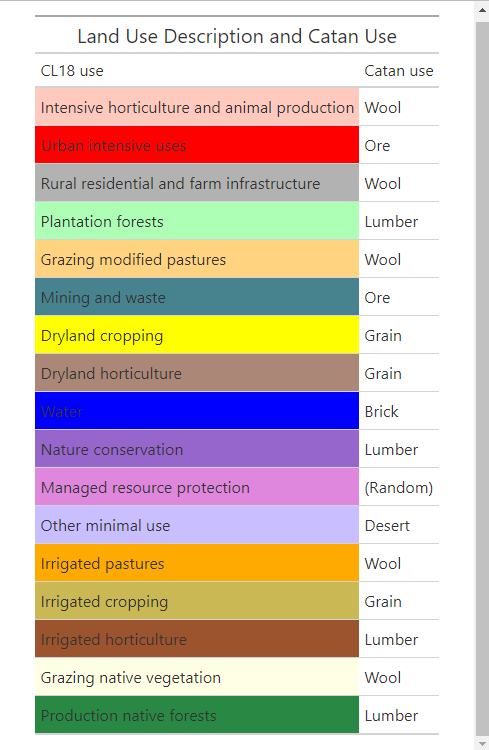 Land Use Description and Catan Use
CL18 use Catan use
Intensive horticulture and animal production Wool
Urban intensive uses Ore
Rural residential and farm infrastructure Wool
Plantation forests Lumber
Grazing modified pastures Wool
Mining and waste Ore
Dryland cropping Grain
Dryland horticulture Grain
Water Brick
Nature conservation Lumber
Managed resource protection (Random)
Other minimal use Desert
Irrigated pastures Wool
Irrigated cropping Grain
Irrigated horticulture Lumber
Grazing native vegetation Wool
Production native forests Lumber